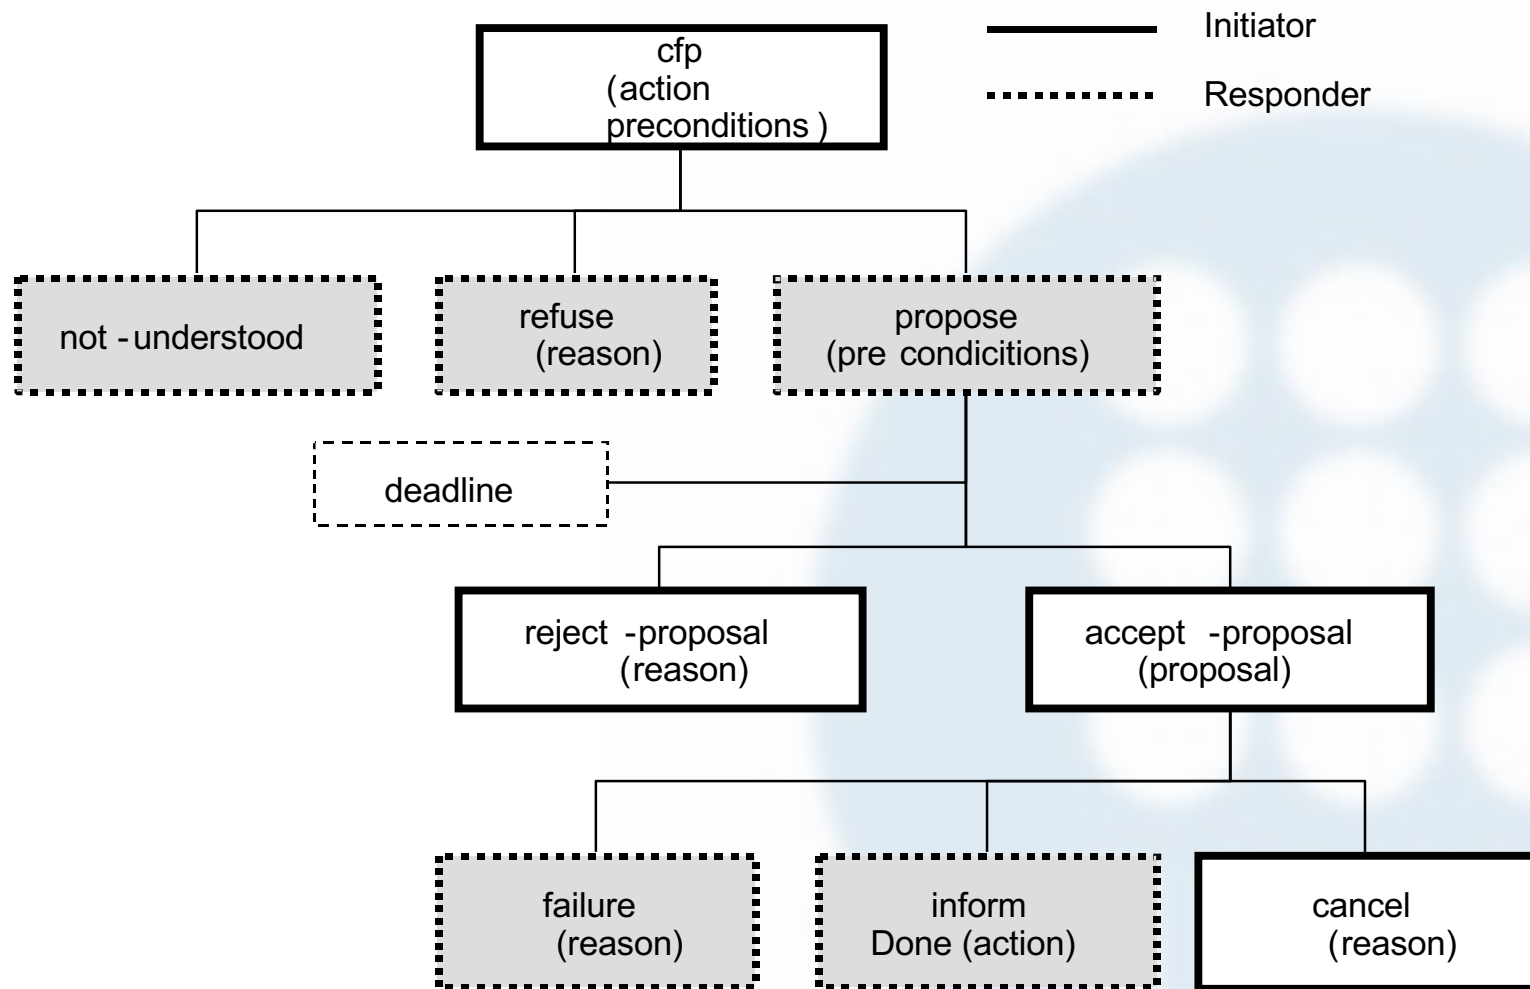 cfp
(action
preconditions )
Initiator
Responder
not -understood
refuse
(reason)
propose
(pre condicitions)
deadline
reject -proposal
(reason)
accept -proposal
(proposal)
failure
(reason)
inform
Done (action)
cancel
(reason)